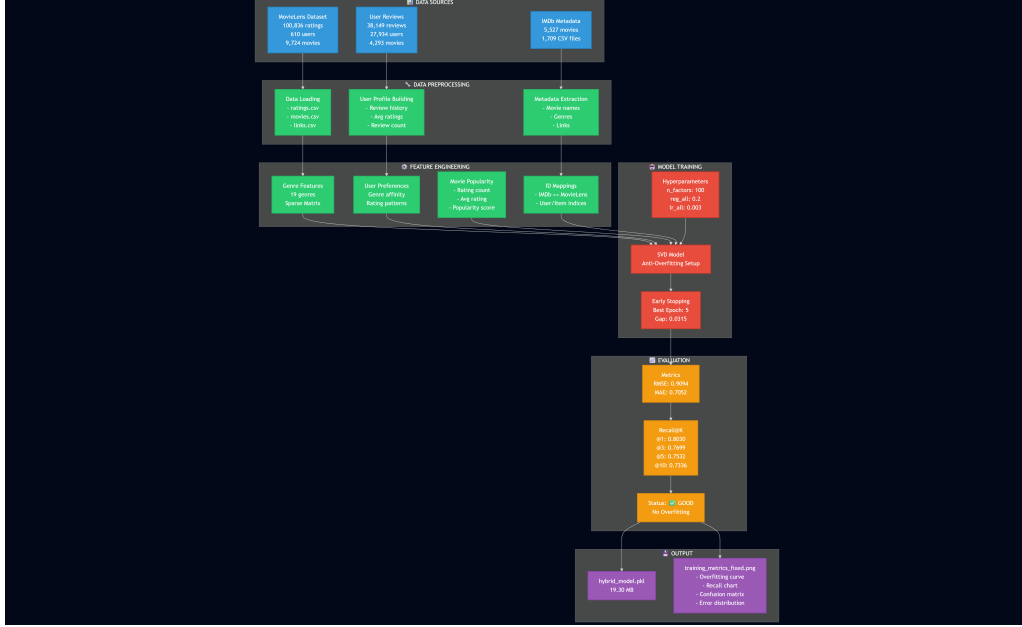 📊 DATA SOURCES
MovieLens Dataset
100,836 ratings
610 users
9,724 movies
User Reviews
38,149 reviews
27,934 users
4,293 movies
IMDb Metadata
5,327 movies
1,709 CSV files
🔧 DATA PREPROCESSING
Data Loading
- ratings.csv
- movies.csv
- links.csv
User Profile Building
- Review history
- Avg ratings
- Review count
Metadata Extraction
- Movie names
- Genres
- Links
⚙️ FEATURE ENGINEERING
Genre Features
19 genres
Sparse Matrix
User Preferences
Genre affinity
Rating patterns
Movie Popularity
- Rating count
- Avg rating
- Popularity score
ID Mappings
- IMDb ↔ MovieLens
- User/Item indices
🤖 MODEL TRAINING
Hyperparameters
n_factors: 100
reg_all: 0.2
lr_all: 0.003
SVD Model
Anti-Overfitting Setup
Early Stopping
Best Epoch: 5
Gap: 0.0315
📈 EVALUATION
Metrics
RMSE: 0.9094
MAE: 0.7052
Recall@K
@1: 0.8030
@3: 0.7699
@5: 0.7532
@10: 0.7336
Status: ✅ GOOD
No Overfitting
💾 OUTPUT
hybrid_model.pkl
19.30 MB
training_metrics_fixed.png
- Overfitting curve
- Recall chart
- Confusion matrix
- Error distribution